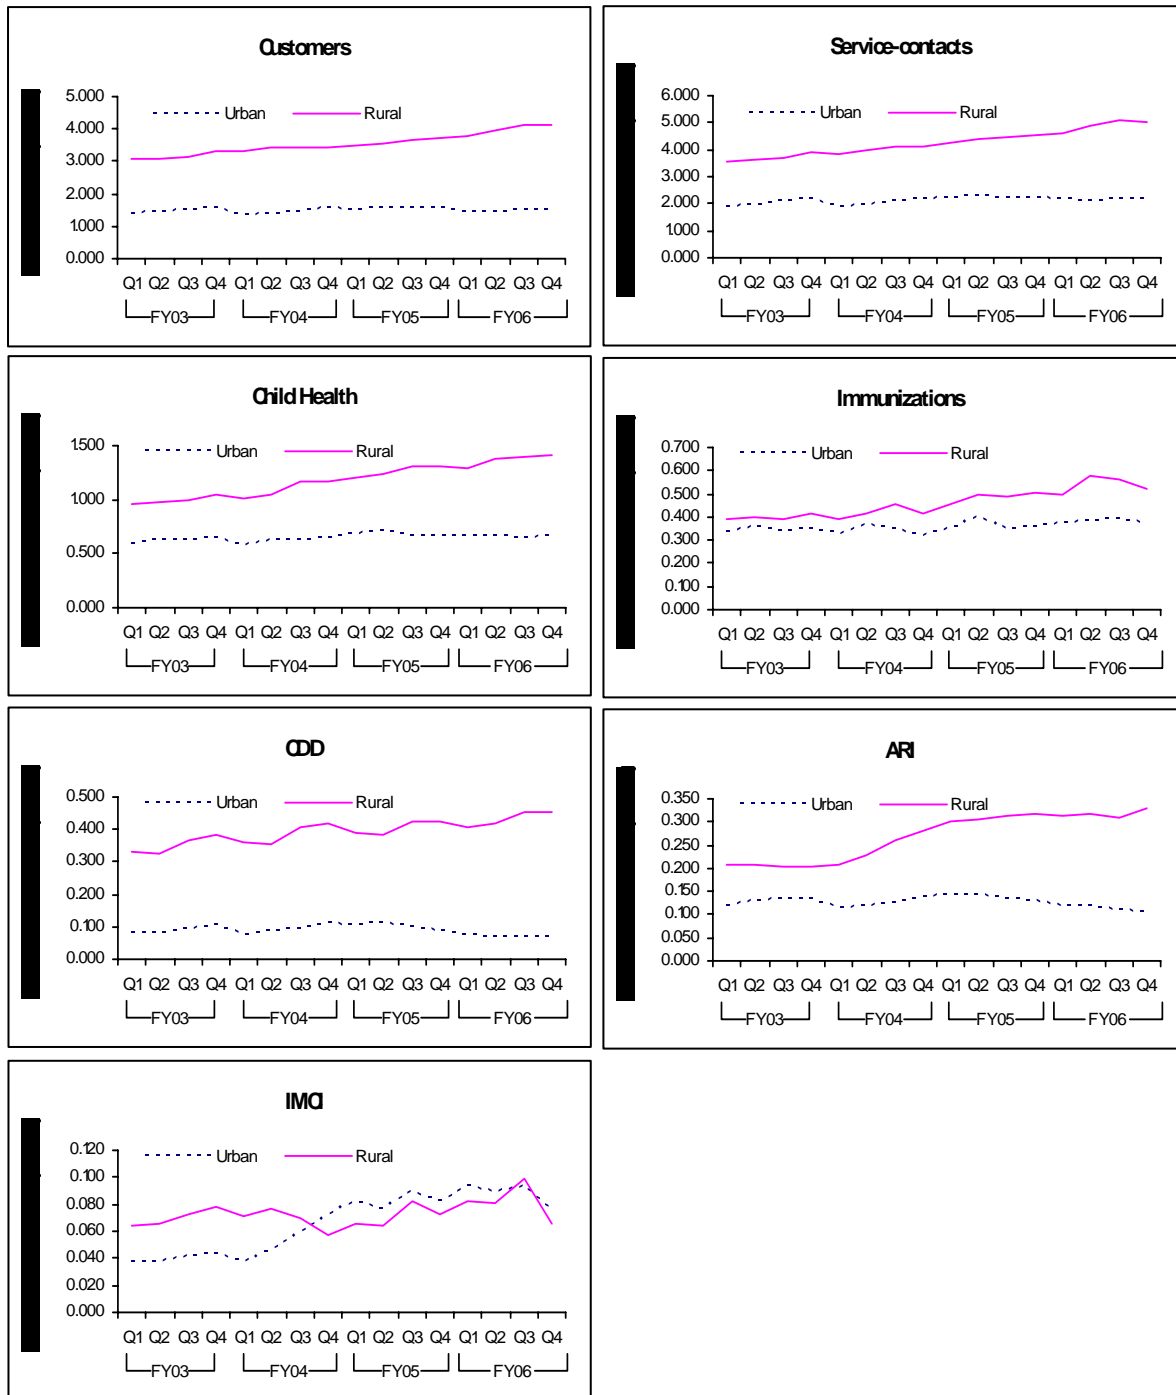 Customers
Urban Rural
5.000
4.000
3.000
2.000
1.000
0.000
Q1 Q2 Q3 Q4 Q1 Q2 Q3 Q4 Q1 Q2 Q3 Q4 Q1 Q2 Q3 Q4
FY03 FY04 FY05 FY06
Service-contacts
Urban Rural
6.000
5.000
4.000
3.000
2.000
1.000
0.000
Q1 Q2 Q3 Q4 Q1 Q2 Q3 Q4 Q1 Q2 Q3 Q4 Q1 Q2 Q3 Q4
FY03 FY04 FY05 FY06
Child Health
Urban Rural
1.500
1.000
0.500
0.000
Q1 Q2 Q3 Q4 Q1 Q2 Q3 Q4 Q1 Q2 Q3 Q4 Q1 Q2 Q3 Q4
FY03 FY04 FY05 FY06
Immunizations
Urban Rural
0.700
0.600
0.500
0.400
0.300
0.200
0.100
0.000
Q1 Q2 Q3 Q4 Q1 Q2 Q3 Q4 Q1 Q2 Q3 Q4 Q1 Q2 Q3 Q4
FY03 FY04 FY05 FY06
CDD
Urban Rural
0.500
0.400
0.300
0.200
0.100
0.000
Q1 Q2 Q3 Q4 Q1 Q2 Q3 Q4 Q1 Q2 Q3 Q4 Q1 Q2 Q3 Q4
FY03 FY04 FY05 FY06
ARI
Urban Rural
0.350
0.300
0.250
0.200
0.150
0.100
0.050
0.000
Q1 Q2 Q3 Q4 Q1 Q2 Q3 Q4 Q1 Q2 Q3 Q4 Q1 Q2 Q3 Q4
FY03 FY04 FY05 FY06
IMCI
Urban Rural
0.120
0.100
0.080
0.060
0.040
0.020
0.000
Q1 Q2 Q3 Q4 Q1 Q2 Q3 Q4 Q1 Q2 Q3 Q4 Q1 Q2 Q3 Q4
FY03 FY04 FY05 FY06